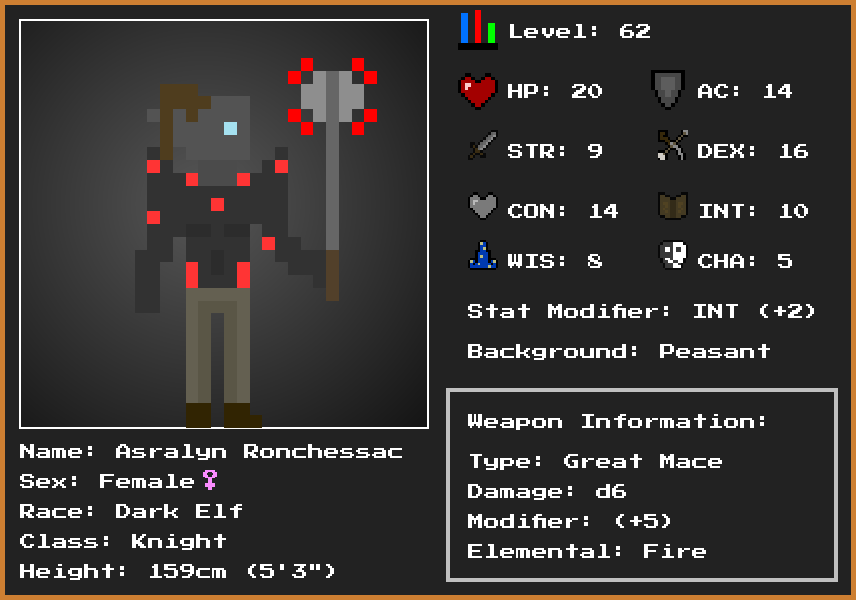 Level: 62
HP: 20
AC: 14
STR: 9
DEX: 16
CON: 14
INT: 10
WIS: 8
CHA: 5
Stat Modifier: INT (+2)
Background: Peasant
Weapon Information:
Type: Great Mace
Damage: d6
Modifier: (+5)
Elemental: Fire
Name: Asralyn Ronchessac
Sex: Female♀
Race: Dark Elf
Class: Knight
Height: 159cm (5'3")